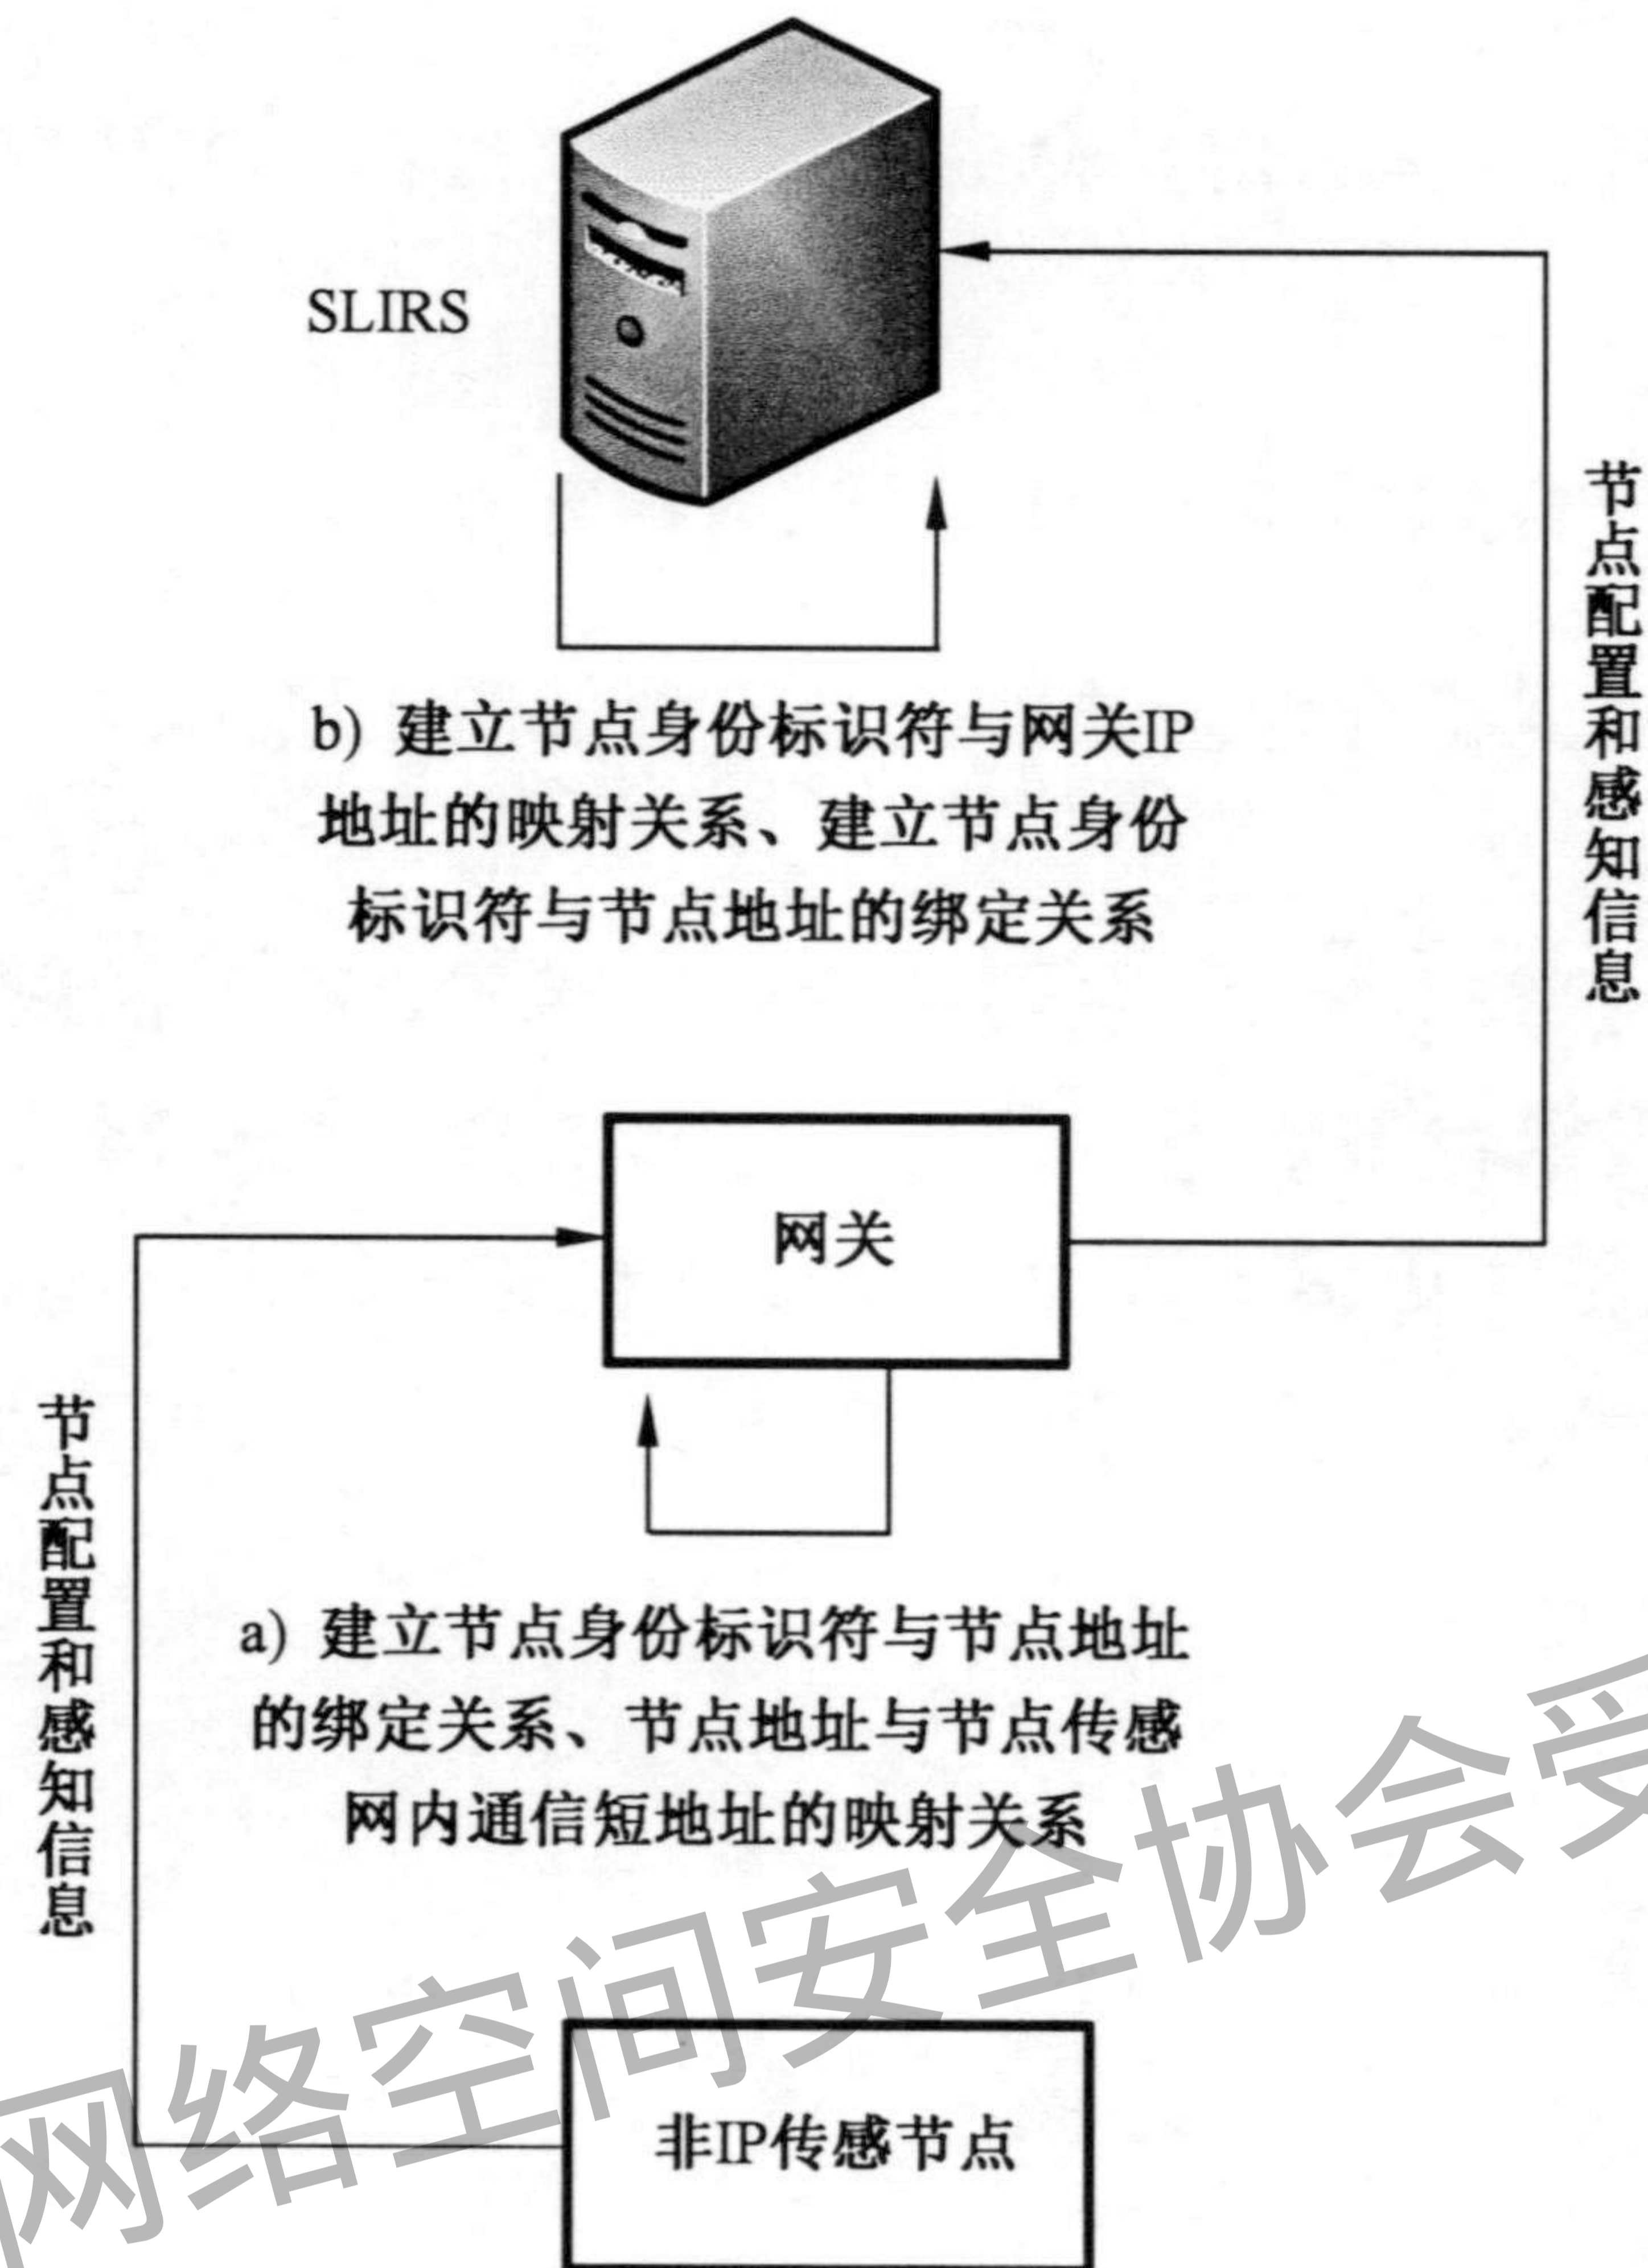 SLIRS
节点配置和感知信息
b) 建立节点身份标识符与网关IP
地址的映射关系、建立节点身份
标识符与节点地址的绑定关系
网关
节点配置和感知信息
a) 建立节点身份标识符与节点地址
的绑定关系、节点地址与节点传感
网内通信短地址的映射关系
非IP传感节点
网络空间安全协会受